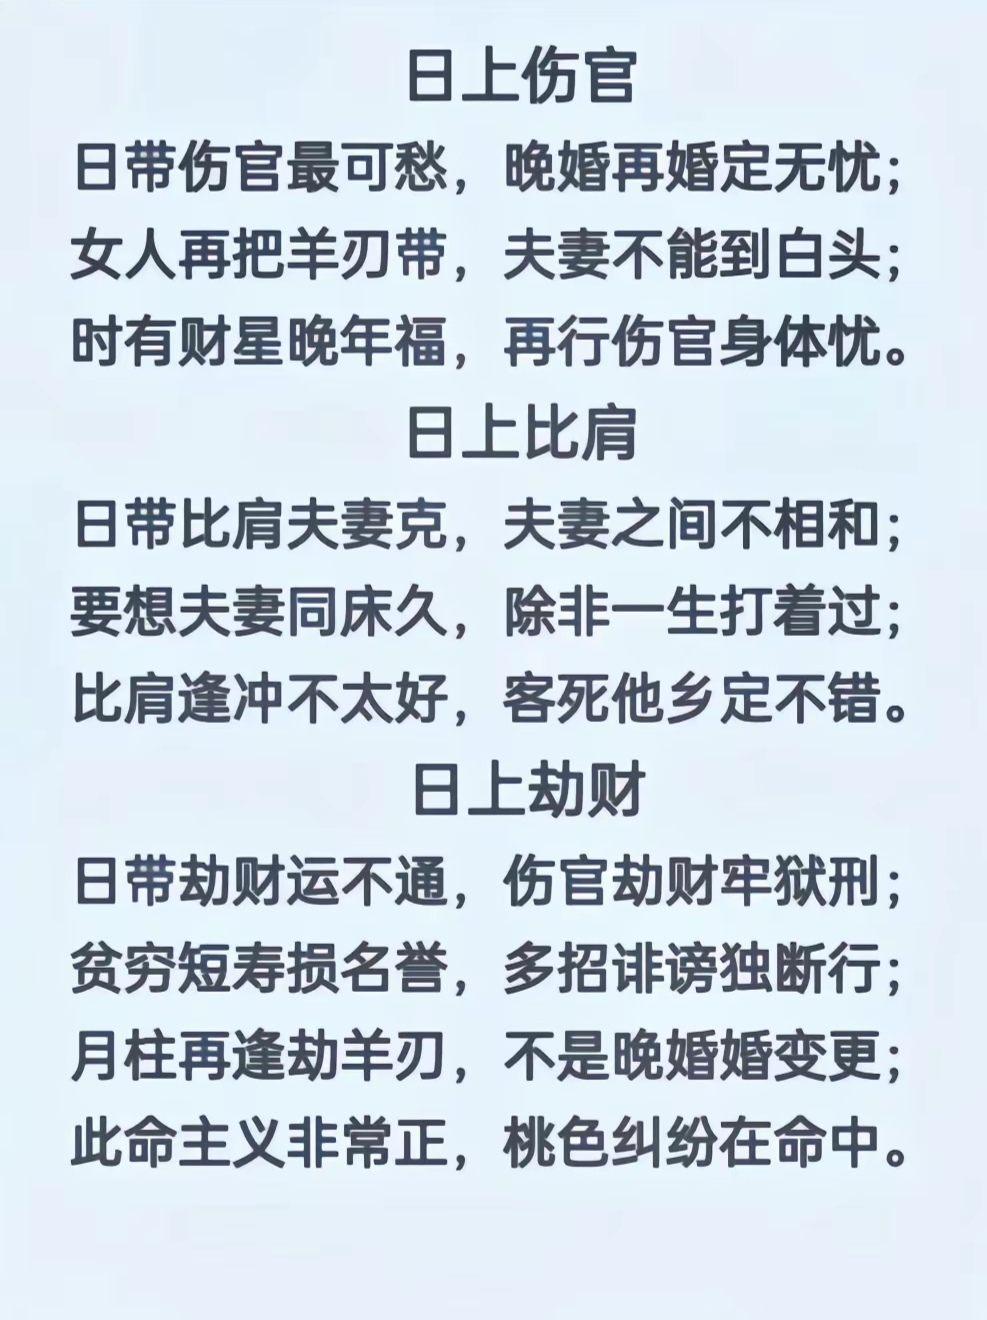 日上伤官
日带伤官最可愁，晚婚再婚定无忧；
女人再把羊刃带，夫妻不能到白头；
时有财星晚年福，再行伤官身体忧。
日上比肩
日带比肩夫妻克，夫妻之间不相和；
要想夫妻同床久，除非一生打着过；
比肩逢冲不太好，客死他乡定不错。
日上劫财
日带劫财运不通，伤官劫财牢狱刑；
贫穷短寿损名誉，多招诽谤独断行；
月柱再逢劫羊刃，不是晚婚婚变更；
此命主义非常正，桃色纠纷在命中。